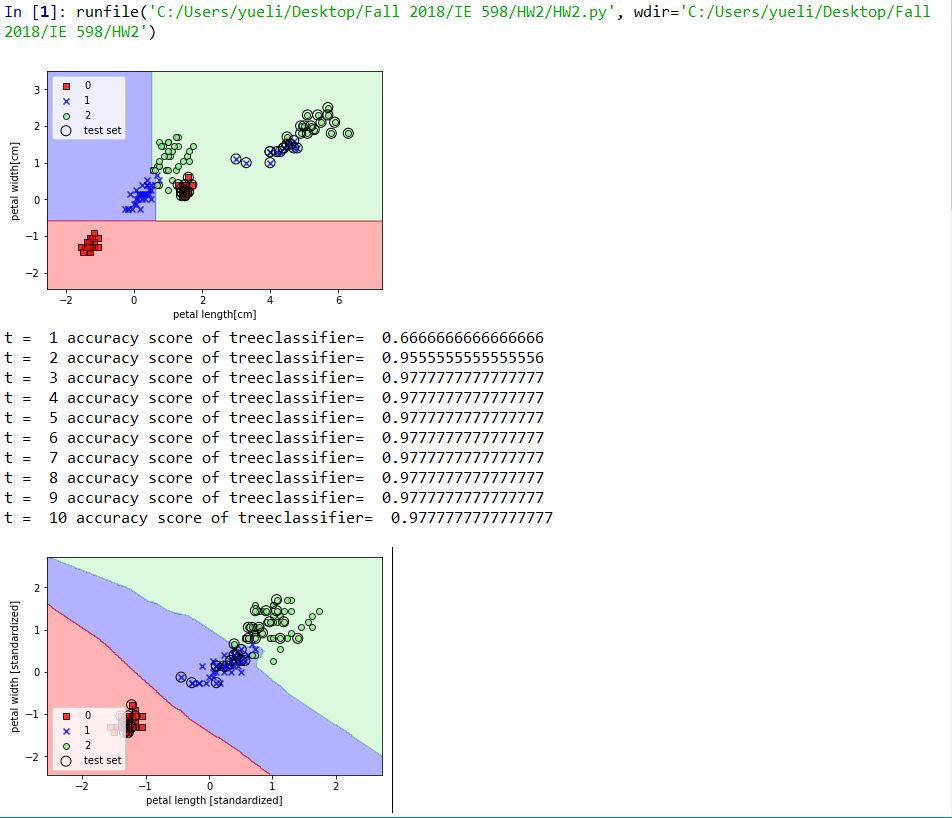 In [1]: runfile('C:/Users/yueli/Desktop/Fall 2018/IE 598/HW2/HW2.py', wdir='C:/Users/yueli/Desktop/Fall
2018/IE 598/HW2')
0
1
2
test set
3
2
1
0
−1
−2
petal width[cm]
−2 0 2 4 6
petal length[cm]
t =  1 accuracy score of treeclassifier=  0.6666666666666666
t =  2 accuracy score of treeclassifier=  0.9555555555555556
t =  3 accuracy score of treeclassifier=  0.9777777777777777
t =  4 accuracy score of treeclassifier=  0.9777777777777777
t =  5 accuracy score of treeclassifier=  0.9777777777777777
t =  6 accuracy score of treeclassifier=  0.9777777777777777
t =  7 accuracy score of treeclassifier=  0.9777777777777777
t =  8 accuracy score of treeclassifier=  0.9777777777777777
t =  9 accuracy score of treeclassifier=  0.9777777777777777
t =  10 accuracy score of treeclassifier=  0.9777777777777777
2
1
0
−1
−2
petal width [standardized]
0
1
2
test set
−2 −1 0 1 2
petal length [standardized]